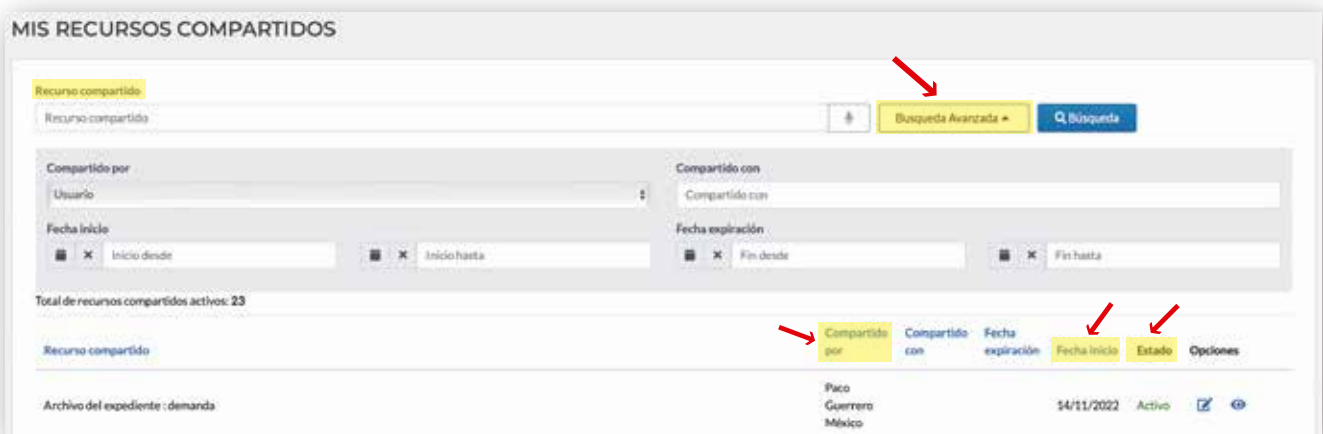 MIS RECURSOS COMPARTIDOS
Recurso compartido
Recurso compartido
Busqueda Avanzada
Búsqueda
Compartido por
Compartido con
Usuario
Compartido con
Fecha inicio
Fecha expiración
Inicio desde
Inicio hasta
Fin desde
Fin hasta
Total de recursos compartidos activos: 23
Recurso compartido
Compartido por
Compartido con
Fecha expiración
Fecha inicio
Estado
Opciones
Archivo del expediente : demanda
Paco
Guerrero
México
14/11/2022
Activo